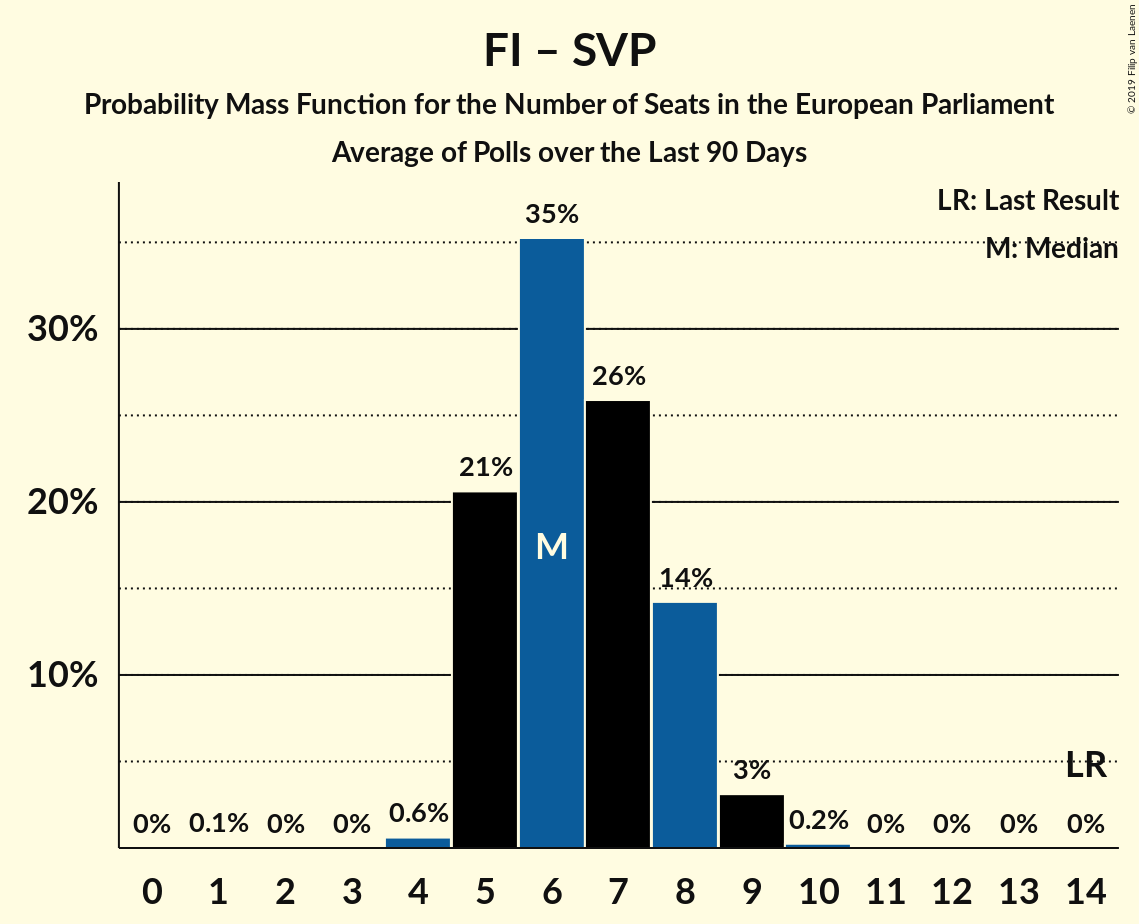 FI – SVP
Probability Mass Function for the Number of Seats in the European Parliament
Average of Polls over the Last 90 Days
© 2019 Filip van Laenen
LR: Last Result
M: Median
35%
30%
26%
21%
20%
M
14%
10%
LR
3%
0% 0.1% 0% 0% 0.6% 0.2% 0% 0% 0% 0%
0 1 2 3 4 5 6 7 8 9 10 11 12 13 14